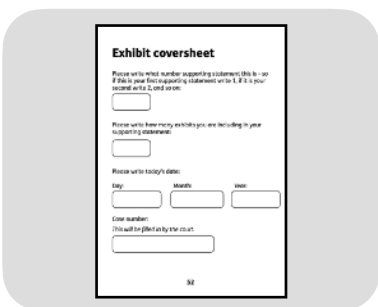 Exhibit coversheet
Please write what number supporting statement this is - so
if this is your first supporting statement write 1, if it is your
second write 2, and so on:
Please write how many exhibits you are including in your
supporting statement:
Please write today's date:
Day: Month: Year:
Case number:
This will be filled in by the court
52